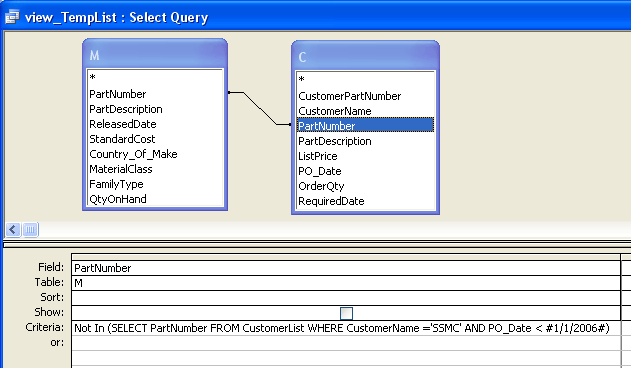 view_TempList : Select Query
M
*
PartNumber
PartDescription
ReleasedDate
StandardCost
Country_Of_Make
MaterialClass
FamilyType
QtyOnHand
C
*
CustomerPartNumber
CustomerName
PartNumber
PartDescription
ListPrice
PO_Date
OrderQty
RequiredDate
Field: PartNumber
Table: M
Sort:
Show:
Criteria: Not In (SELECT PartNumber FROM CustomerList WHERE CustomerName ='SSMC' AND PO_Date < #1/1/2006#)
or: